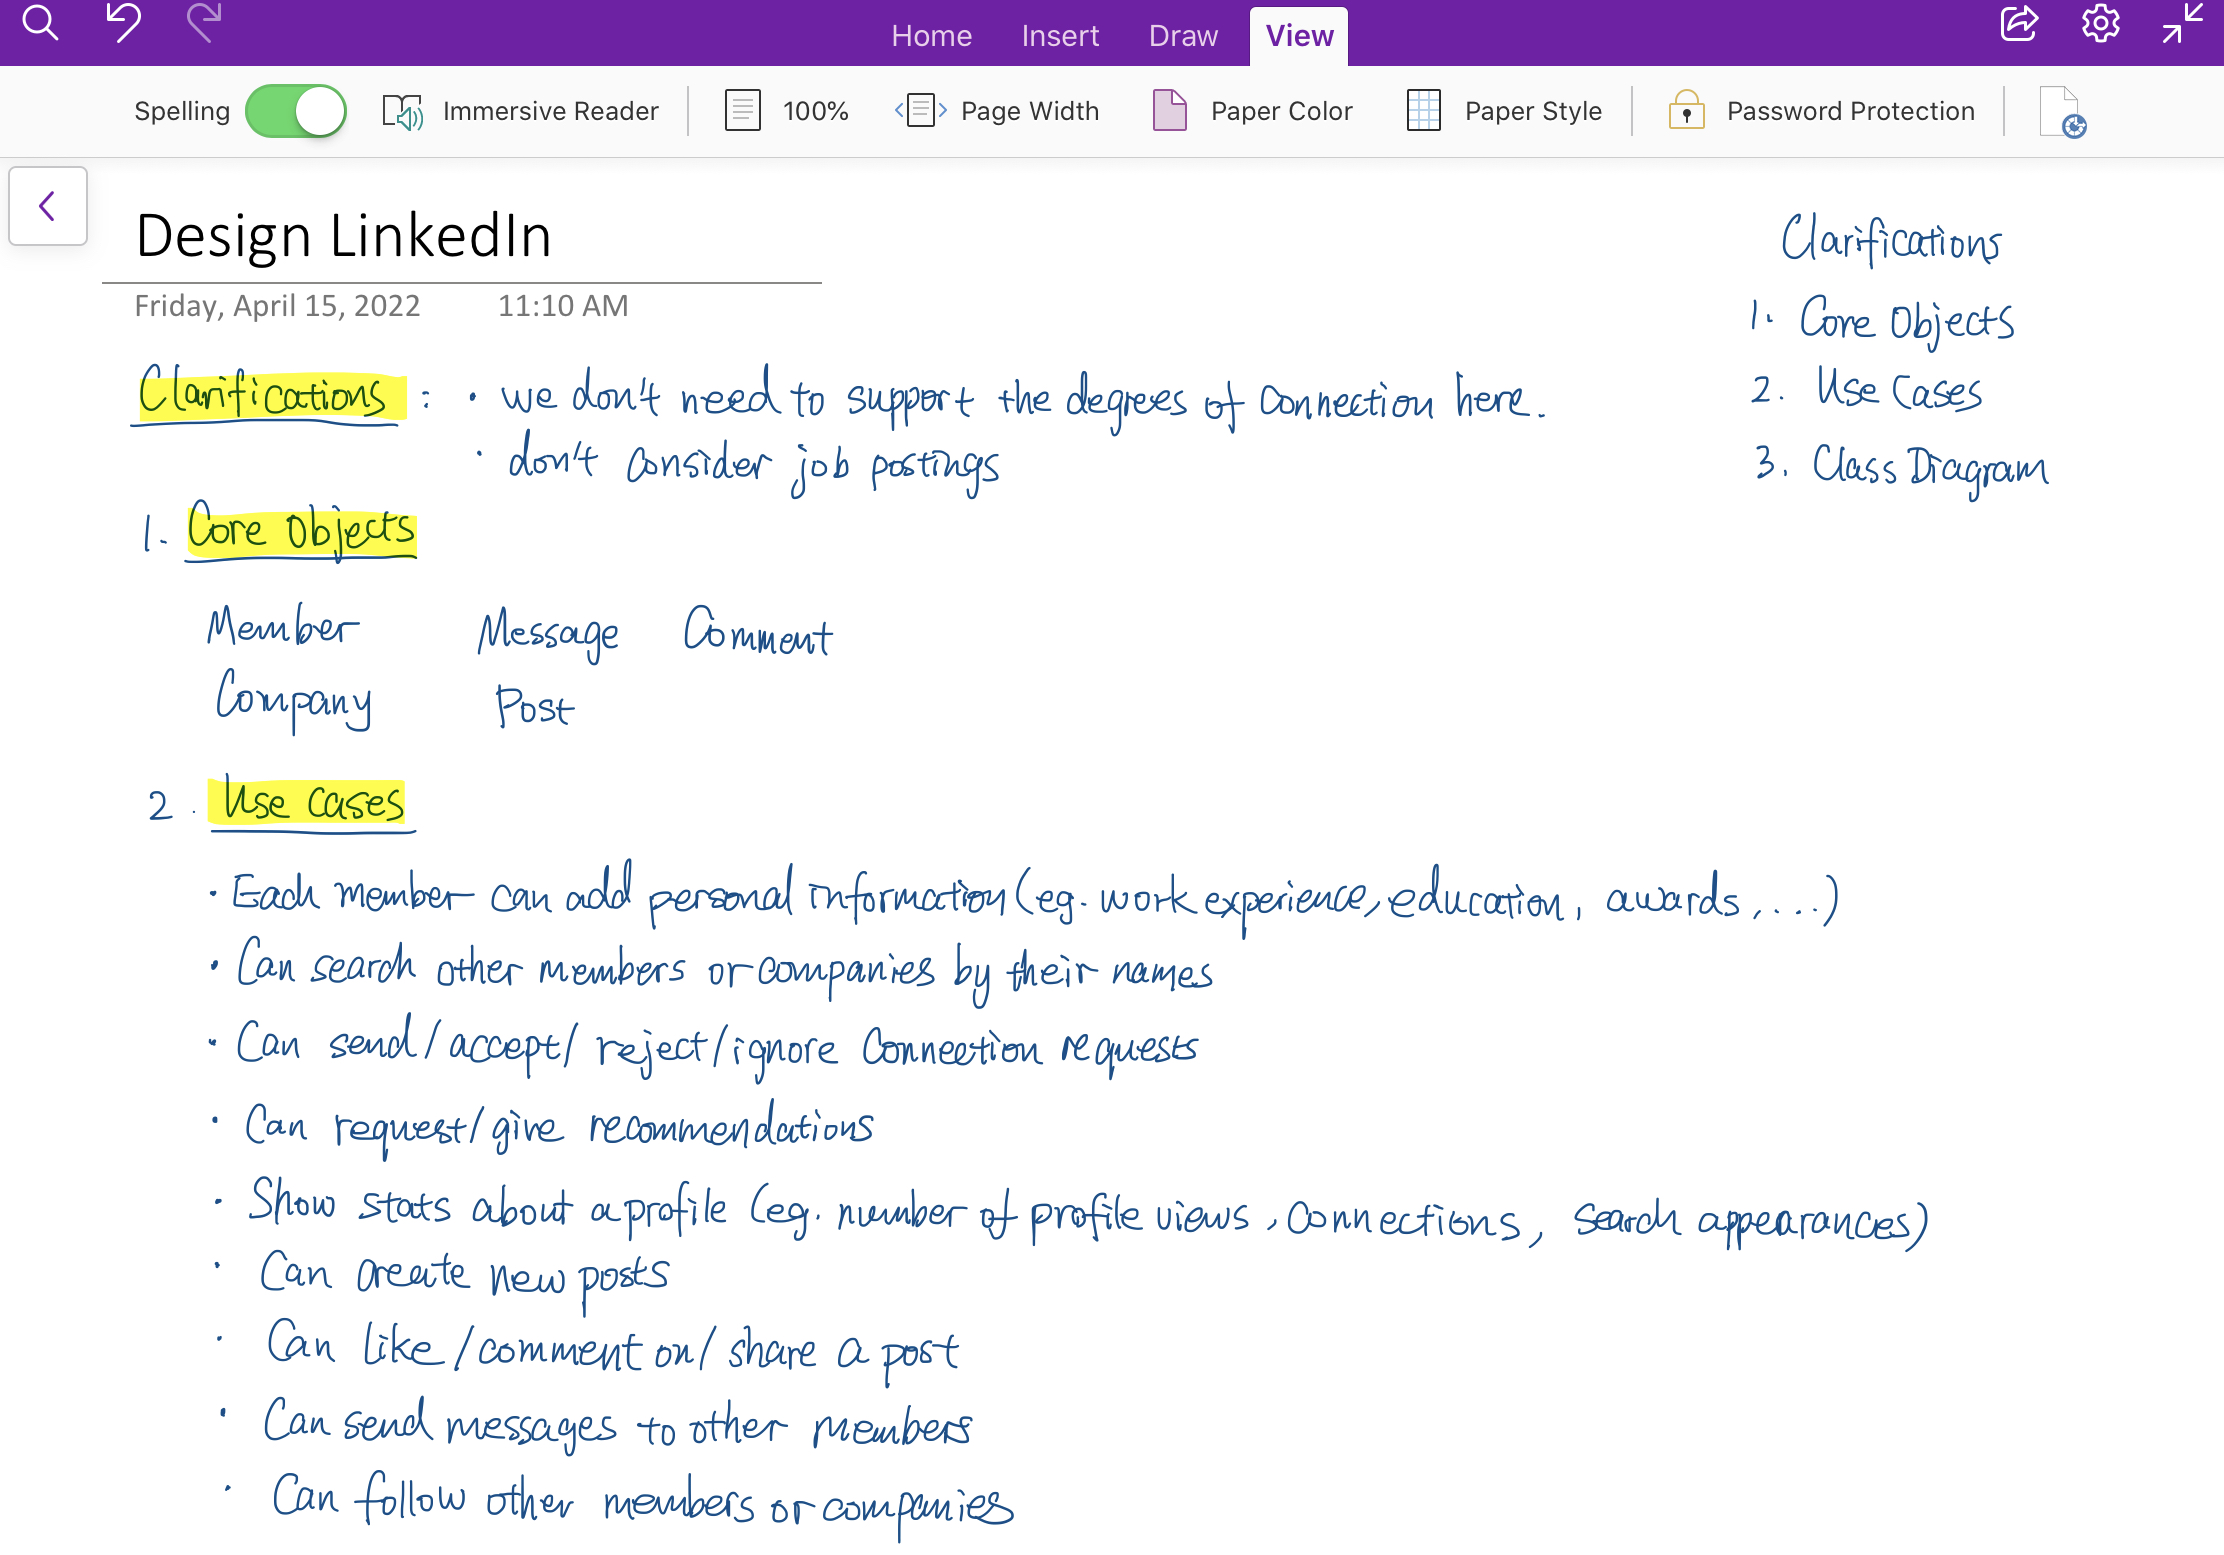 Home Insert Draw View
Spelling Immersive Reader 100% Page Width Paper Color Paper Style Password Protection
Design LinkedIn
Friday, April 15, 2022 11:10 AM
Clarifications
1. Core Objects
2. Use Cases
3. Class Diagram
Clarifications : • we don't need to support the degrees of connection here.
• don't consider job postings
1. Core Objects
Member Message Comment
Company Post
2. Use Cases
• Each member can add personal information (eg. work experience, education, awards, ....)
• Can search other members or companies by their names
• Can send/accept/reject/ignore connection requests
• Can request/give recommendations
• Show stats about a profile (eg. number of profile views, connections, search appearances)
• Can create new posts
• Can like/comment on/share a post
• Can send messages to other members
• Can follow other members or companies